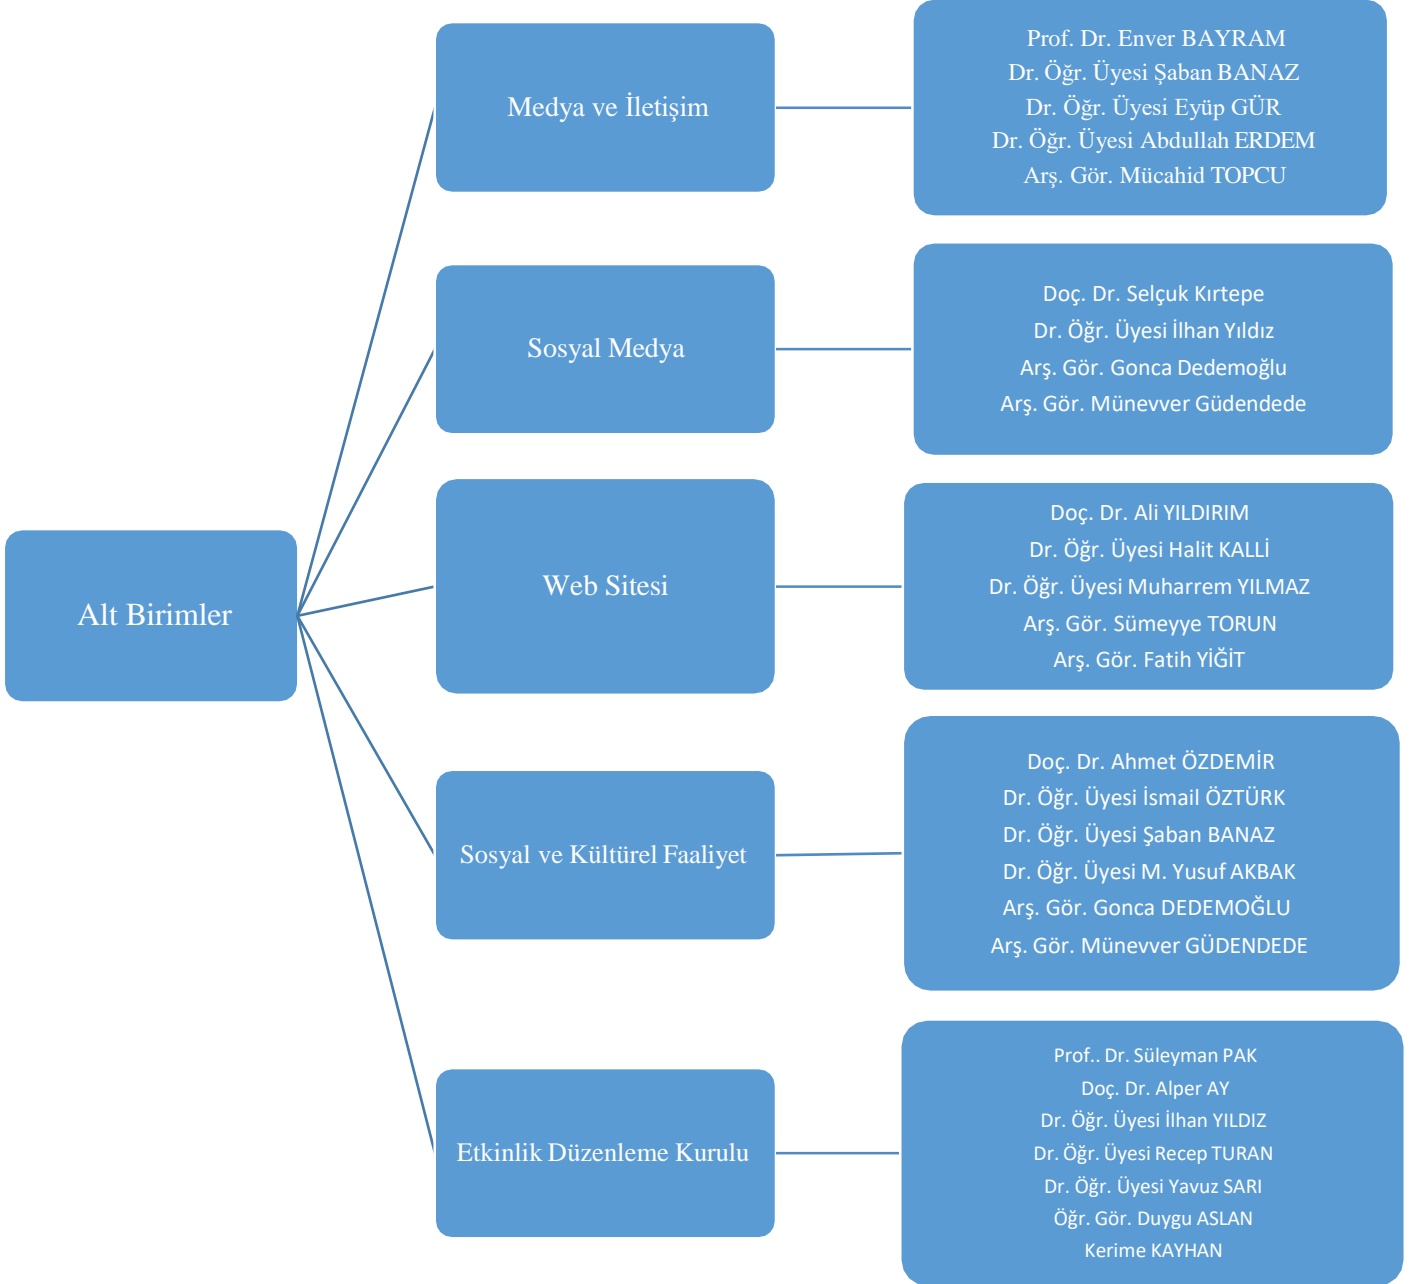 Alt Birimler
Medya ve İletişim
Prof. Dr. Enver BAYRAM
Dr. Öğr. Üyesi Şaban BANAZ
Dr. Öğr. Üyesi Eyüp GÜR
Dr. Öğr. Üyesi Abdullah ERDEM
Arş. Gör. Mücahid TOPCU
Sosyal Medya
Doç. Dr. Selçuk Kırtepe
Dr. Öğr. Üyesi İlhan Yıldız
Arş. Gör. Gonca Dedemoğlu
Arş. Gör. Münevver Güdendede
Web Sitesi
Doç. Dr. Ali YILDIRIM
Dr. Öğr. Üyesi Halit KALLİ
Dr. Öğr. Üyesi Muharrem YILMAZ
Arş. Gör. Sümeyye TORUN
Arş. Gör. Fatih YİĞİT
Sosyal ve Kültürel Faaliyet
Doç. Dr. Ahmet ÖZDEMİR
Dr. Öğr. Üyesi İsmail ÖZTÜRK
Dr. Öğr. Üyesi Şaban BANAZ
Dr. Öğr. Üyesi M. Yusuf AKBAK
Arş. Gör. Gonca DEDEMOĞLU
Arş. Gör. Münevver GÜDENDEDE
Etkinlik Düzenleme Kurulu
Prof.. Dr. Süleyman PAK
Doç. Dr. Alper AY
Dr. Öğr. Üyesi İlhan YILDIZ
Dr. Öğr. Üyesi Recep TURAN
Dr. Öğr. Üyesi Yavuz SARI
Öğr. Gör. Duygu ASLAN
Kerime KAYHAN